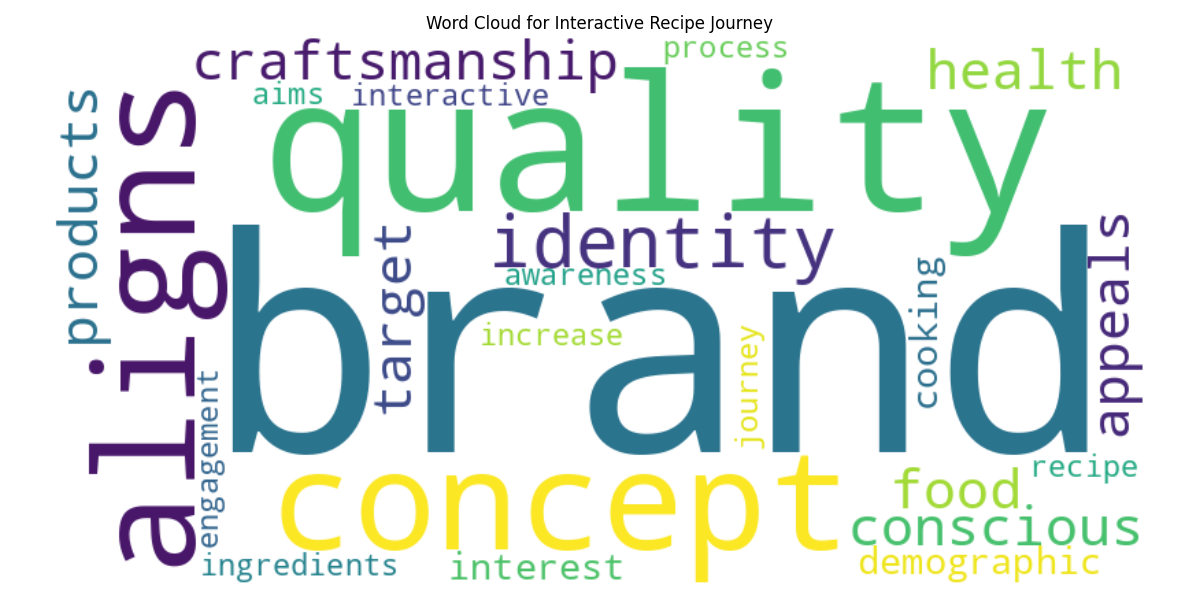 Word Cloud for Interactive Recipe Journey
craftsmanship
process
health
aims
interactive
products
aligns
quality
identity
target
awareness
appeals
cooking
brand
increase
journey
engagement
concept
recipe
food
conscious
ingredients
interest
demographic